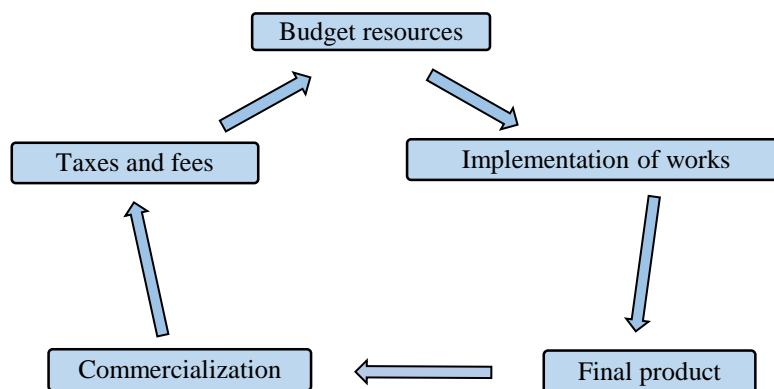 Budget resources
Taxes and fees
Implementation of works
Commercialization
Final product